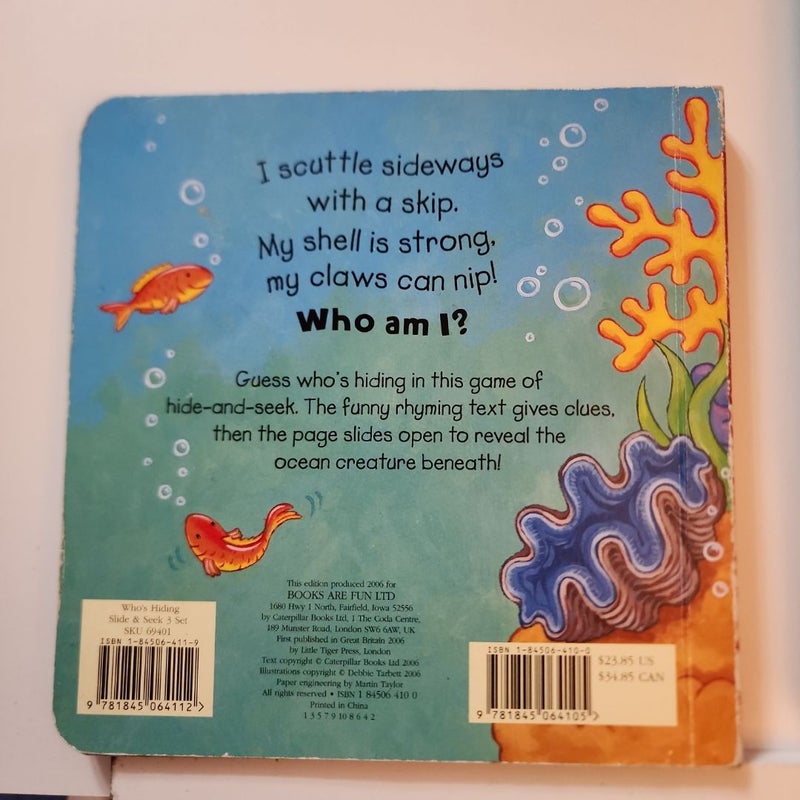 I scuttle sideways
with a skip.
My shell is strong,
my claws can nip!
Who am I?
Guess who's hiding in this game of
hide-and-seek. The funny rhyming text gives clues,
then the page slides open to reveal the
ocean creature beneath!
This edition produced 2006 for
BOOKS ARE FUN LTD
1680 Hwy 1 North, Fairfield, Iowa 52556
by Caterpillar Books Ltd, 1 The Coda Centre,
189 Munster Road, London SW6 6AW, UK
First published in Great Britain 2006
by Little Tiger Press, London
Text copyright © Caterpillar Books Ltd 2006
Illustrations copyright © Debbie Tarbett 2006
Paper engineering by Martin Taylor
All rights reserved • ISBN 1 84506 410 0
Printed in China
1 3 5 7 9 10 8 6 4 2
Who's Hiding
Slide & Seek 3 Set
SKU 69401
ISBN 1-84506-411-9
9 781845 064112 >
ISBN 1-84506-410-0
9 781845 064105 >
$23.85 US
$34.85 CAN